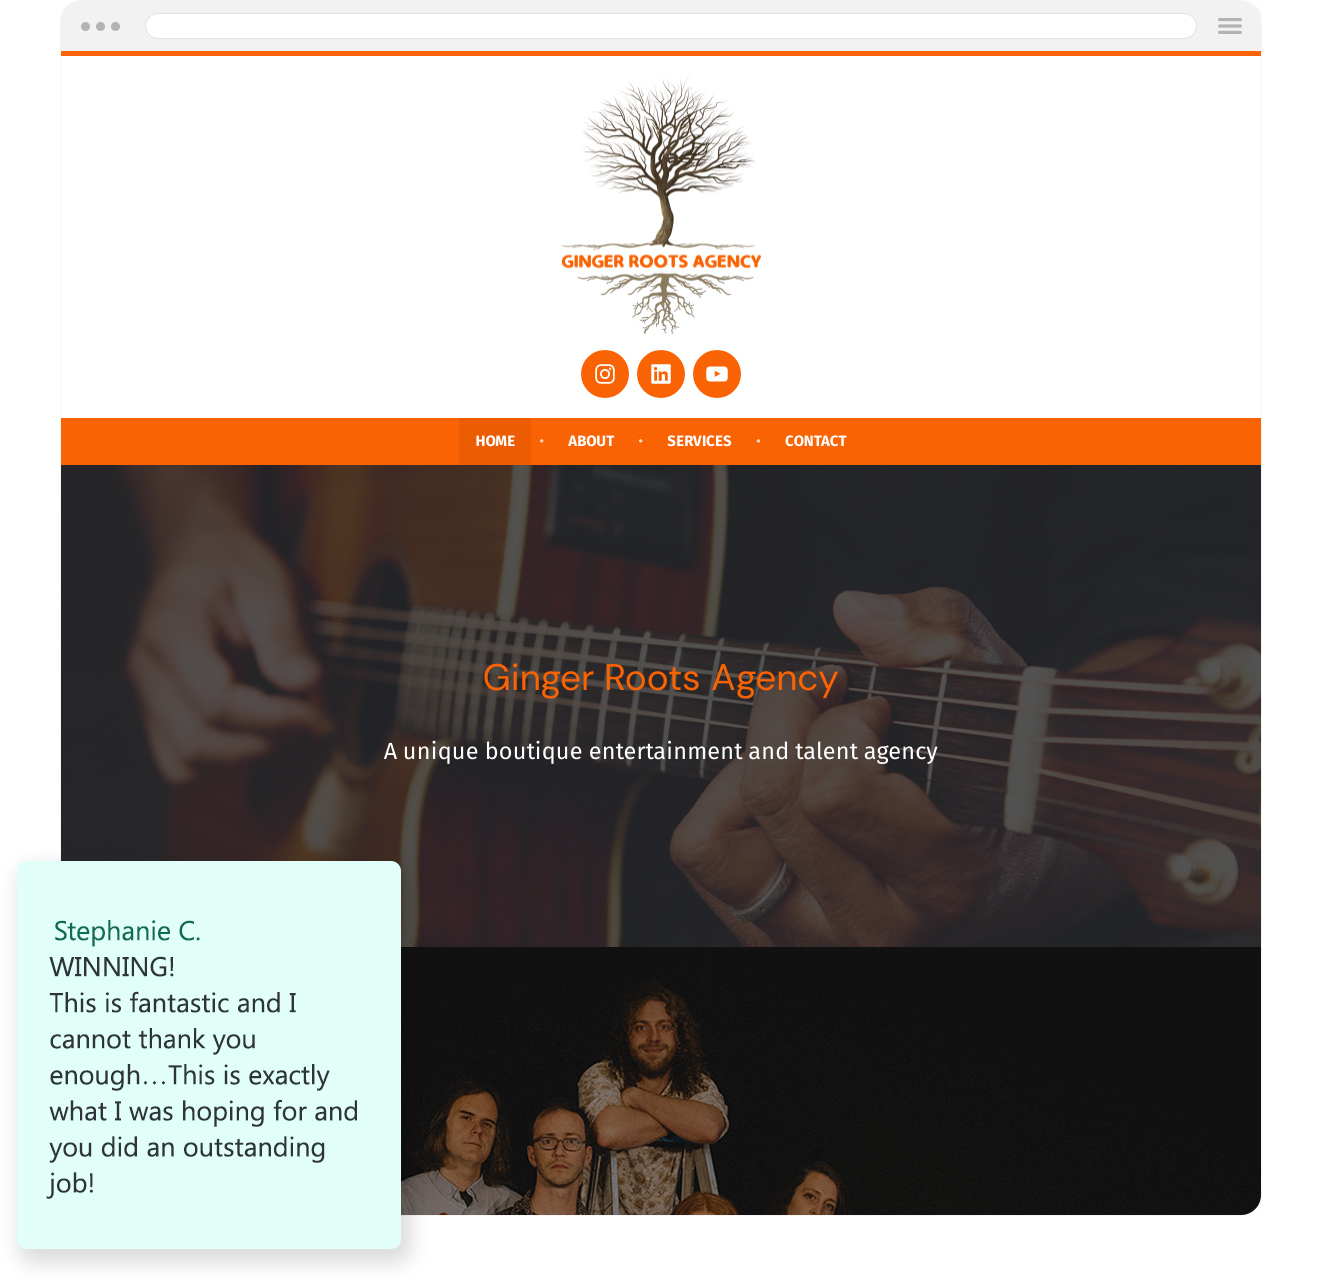 GINGER ROOTS AGENCY
HOME • ABOUT • SERVICES • CONTACT
Ginger Roots Agency
A unique boutique entertainment and talent agency
Stephanie C.
WINNING!
This is fantastic and I
cannot thank you
enough...This is exactly
what I was hoping for and
you did an outstanding
job!